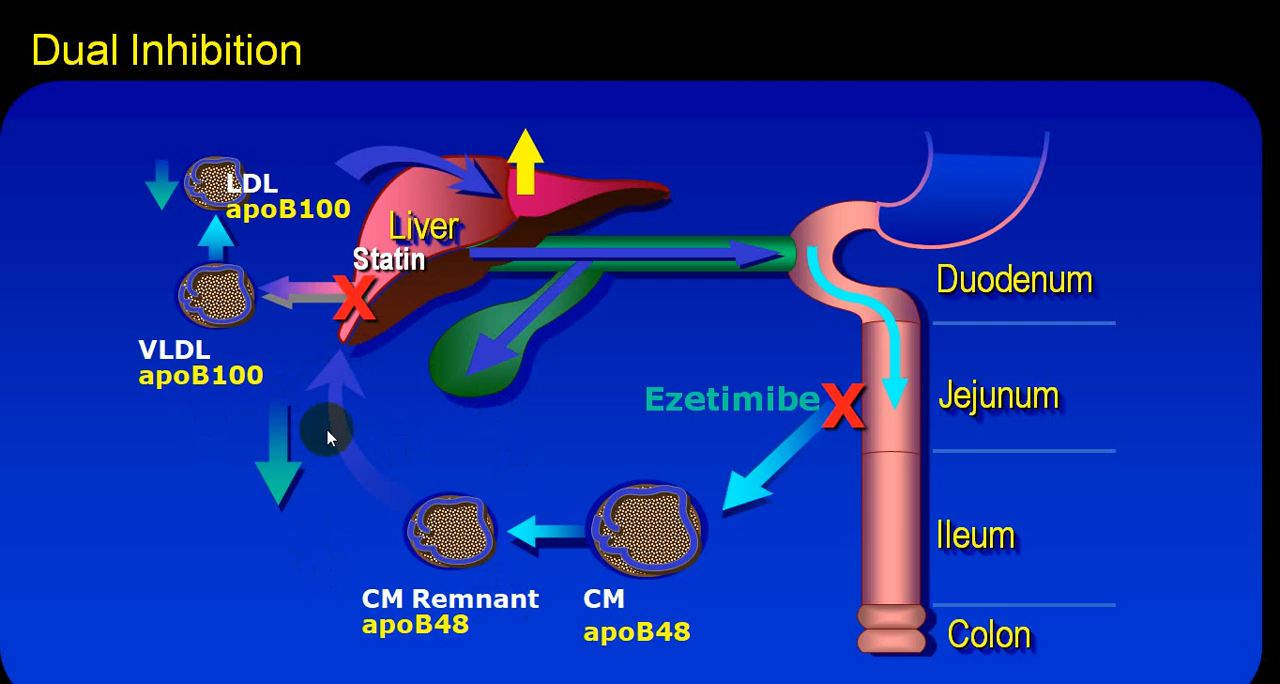 Dual Inhibition
LDL
apoB100
Liver
Statin
X
VLDL
apoB100
Duodenum
Ezetimibe
X
Jejunum
Ileum
CM Remnant
apoB48
CM
apoB48
Colon